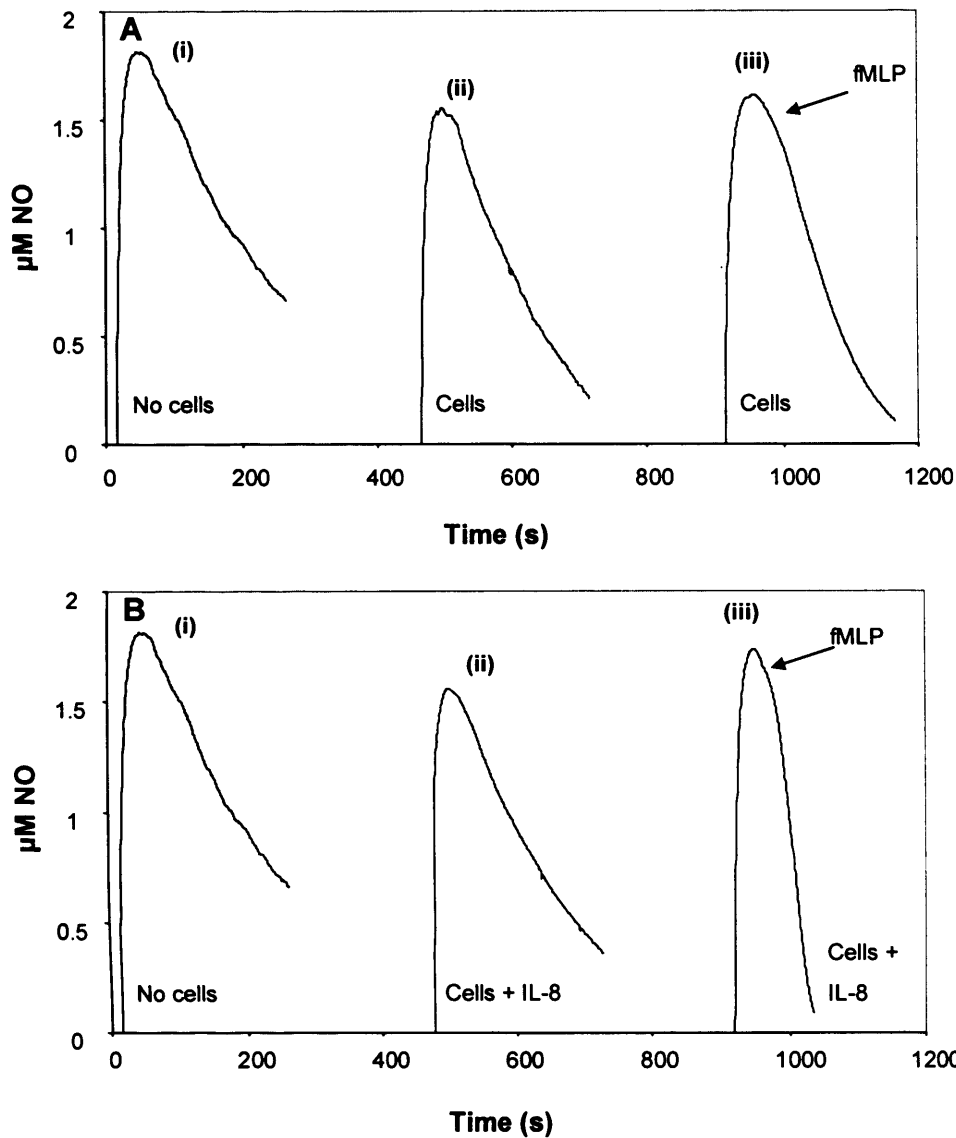 A
(i)
(ii)
(iii)
fMLP
2
1.5
1
0.5
0
µM NO
No cells
Cells
Cells
0 200 400 600 800 1000 1200
Time (s)
B
(i)
(ii)
(iii)
fMLP
2
1.5
1
0.5
0
µM NO
No cells
Cells + IL-8
Cells +
IL-8
0 200 400 600 800 1000 1200
Time (s)